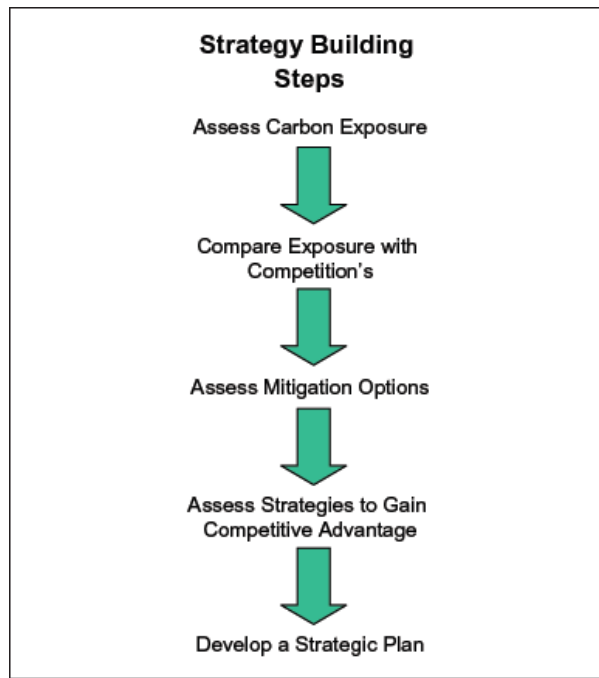 Strategy Building
Steps
Assess Carbon Exposure
Compare Exposure with
Competition's
Assess Mitigation Options
Assess Strategies to Gain
Competitive Advantage
Develop a Strategic Plan